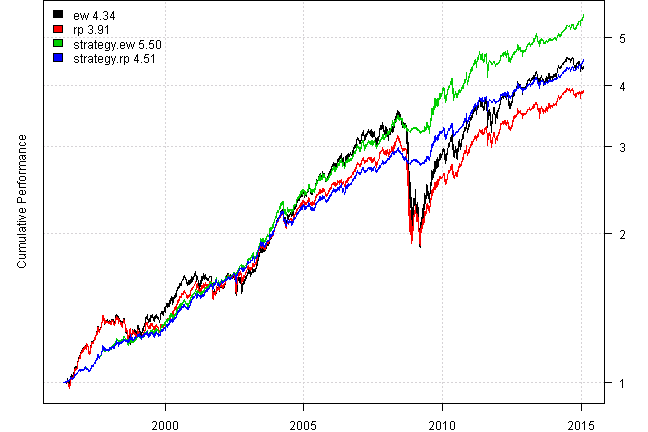 ew 4.34
rp 3.91
strategy.ew 5.50
strategy.rp 4.51
Cumulative Performance
5
4
3
2
1
2000 2005 2010 2015